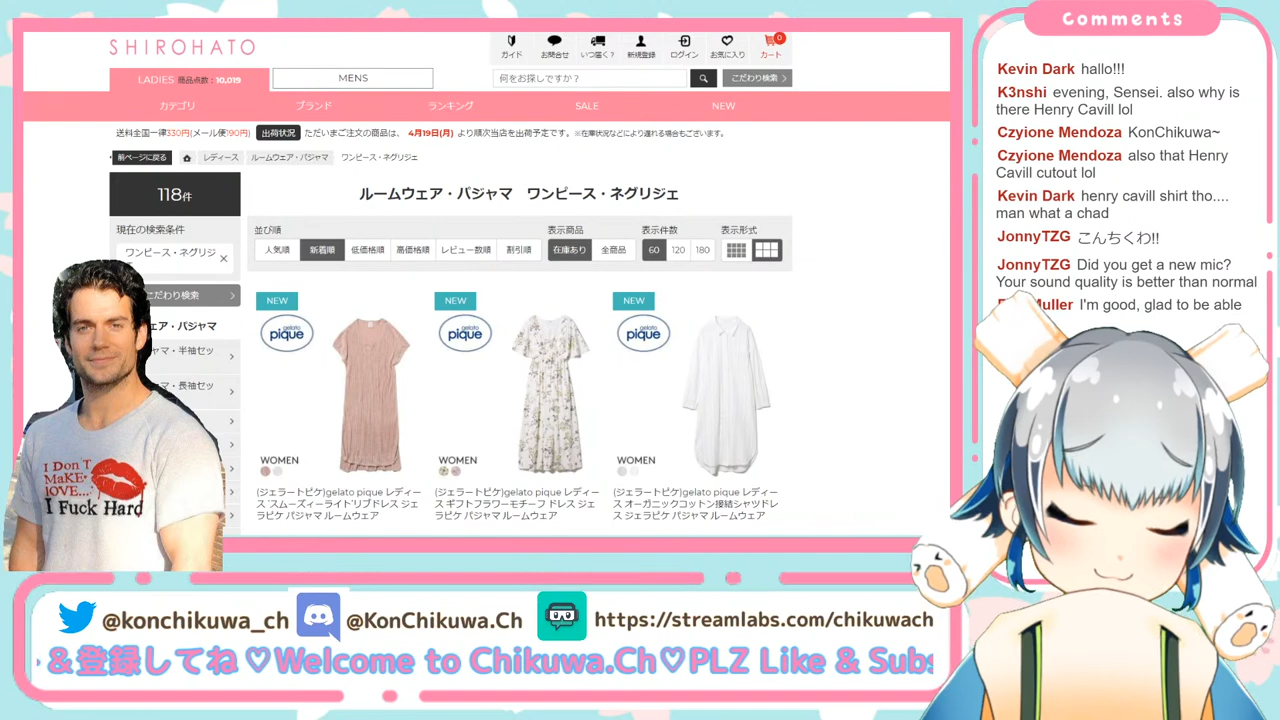 SHIROHATO
ガイド
お問合せ
いつ届く?
新規登録
ログイン
お気に入り
カート
0
LADIES 商品点数：10,019
MENS
何をお探しですか？
こだわり検索
カテゴリ
ブランド
ランキング
SALE
NEW
送料全国一律330円(メール便190円) 出荷状況 ただいまご注文の商品は、 4月19日(月) より順次当店を出荷予定です。※在庫状況などにより遅れる場合もございます。
前ページに戻る
レディース
ルームウェア・パジャマ
ワンピース・ネグリジェ
118件
現在の検索条件
ワンピース・ネグリジ
こだわり検索
ェア・パジャマ
ャマ・半袖セッ
ャマ・長袖セッ
ルームウェア・パジャマ ワンピース・ネグリジェ
並び順
人気順
新着順
低価格順
高価格順
レビュー数順
割引順
表示商品
在庫あり
全商品
表示件数
60
120
180
表示形式
NEW
gelato
pique
WOMEN
(ジェラートピケ)gelato pique レディー
ス 'スムーズィーライト'リブドレス ジェ
ラピケ パジャマ ルームウェア
NEW
gelato
pique
WOMEN
(ジェラートピケ)gelato pique レディー
ス ギフトフラワーモチーフ ドレス ジェ
ラピケ パジャマ ルームウェア
NEW
gelato
pique
WOMEN
(ジェラートピケ)gelato pique レディー
ス オーガニックコットン接結シャツドレ
ス ジェラピケ パジャマ ルームウェア
I DON'T
MAKE
LOVE...
I Fuck Hard
Comments
Kevin Dark hallo!!!
K3nshi evening, Sensei. also why is
there Henry Cavill lol
Czyione Mendoza KonChikuwa~
Czyione Mendoza also that Henry
Cavill cutout lol
Kevin Dark henry cavill shirt tho....
man what a chad
JonnyTZG こんちくわ!!
JonnyTZG Did you get a new mic?
Your sound quality is better than normal
Muller I'm good, glad to be able
@konchikuwa_ch
@KonChikuwa.Ch
https://streamlabs.com/chikuwach
&登録してね♡Welcome to Chikuwa.Ch♡PLZ Like & Subs